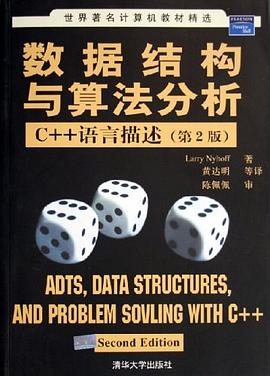 世界著名计算机教材精选
PEARSON
Prentice
Hall
数据结构
与算法分析
C++语言描述（第2版）
Larry Nyhoff 著
黄达明 等译
陈佩佩 审
ADTS, DATA STRUCTURES,
AND PROBLEM SOVLING WITH C++
Second Edition
清华大学出版社